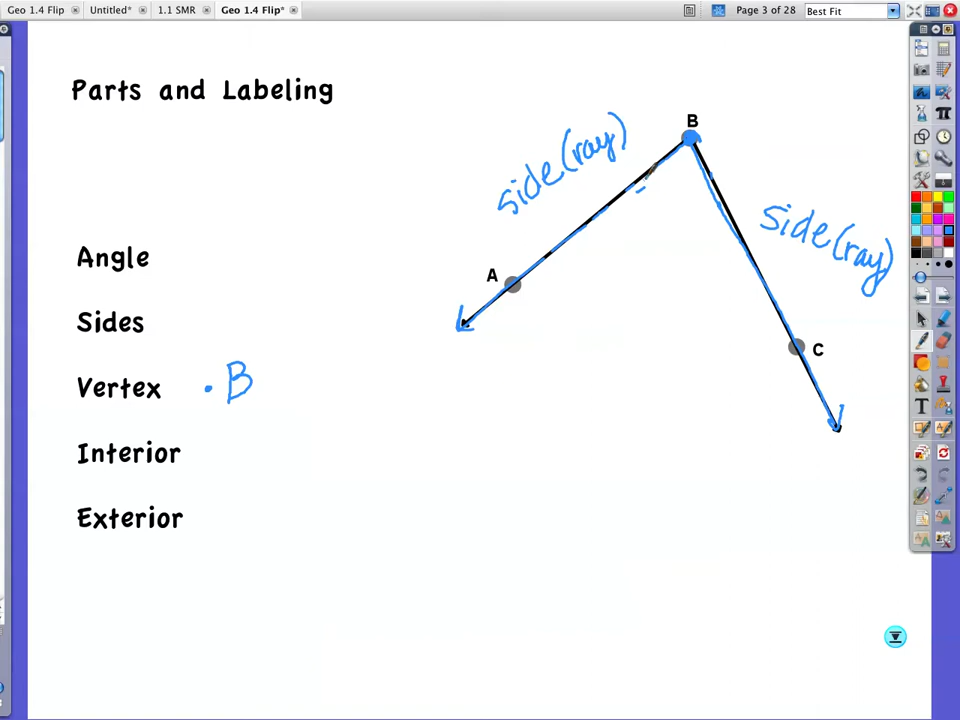 Geo 1.4 Flip Untitled* 1.1 SMR Geo 1.4 Flip* Page 3 of 28 Best Fit
Parts and Labeling
B
side (ray)
side (ray)
A
C
Angle
Sides
Vertex . B
Interior
Exterior